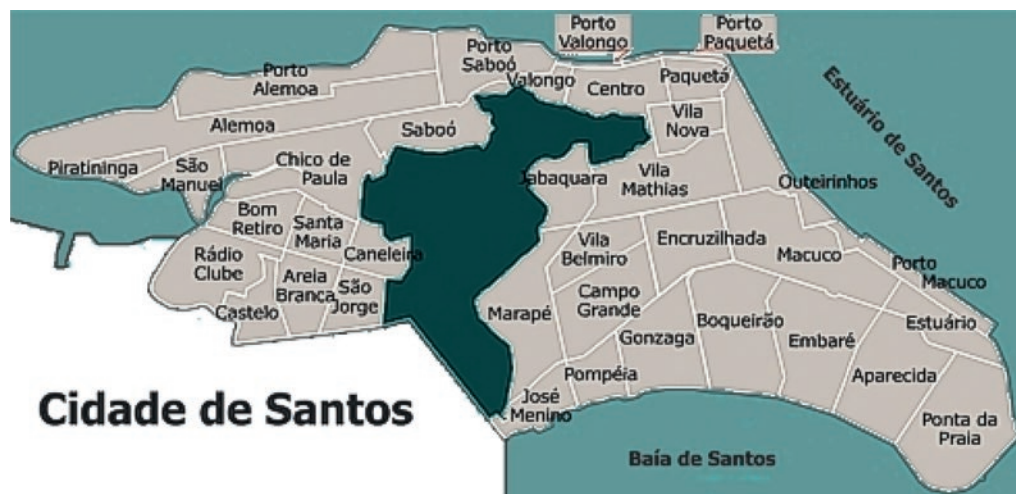 Porto
Valongo
Porto
Paquetá
Porto
Saboó
Valongo
Centro
Paquetá
Porto
Alemoa
Alemoa
Saboó
Vila
Nova
Estuário de Santos
Piratininga
São
Manuel
Chico de
Paula
Jabaquara
Vila
Mathias
Outeirinhos
Bom
Retiro
Santa
Maria
Caneleira
Rádio
Clube
Areia
Branca
São
Jorge
Castelo
Vila
Belmiro
Encruzilhada
Macuco
Porto
Macuco
Marapé
Campo
Grande
Gonzaga
Boqueirão
Embaré
Estuário
Pompéia
José
Menino
Aparecida
Ponta da
Praia
Cidade de Santos
Baía de Santos